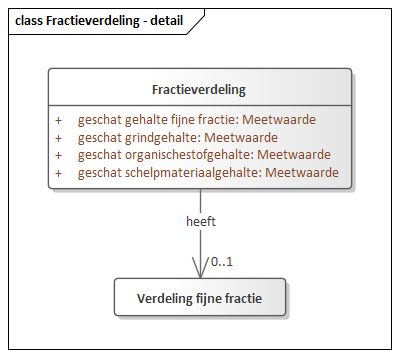 class Fractieverdeling - detail
Fractieverdeling
+ geschat gehalte fijne fractie: Meetwaarde
+ geschat grindgehalte: Meetwaarde
+ geschat organischestofgehalte: Meetwaarde
+ geschat schelpmateriaalgehalte: Meetwaarde
heeft
0..1
Verdeling fijne fractie